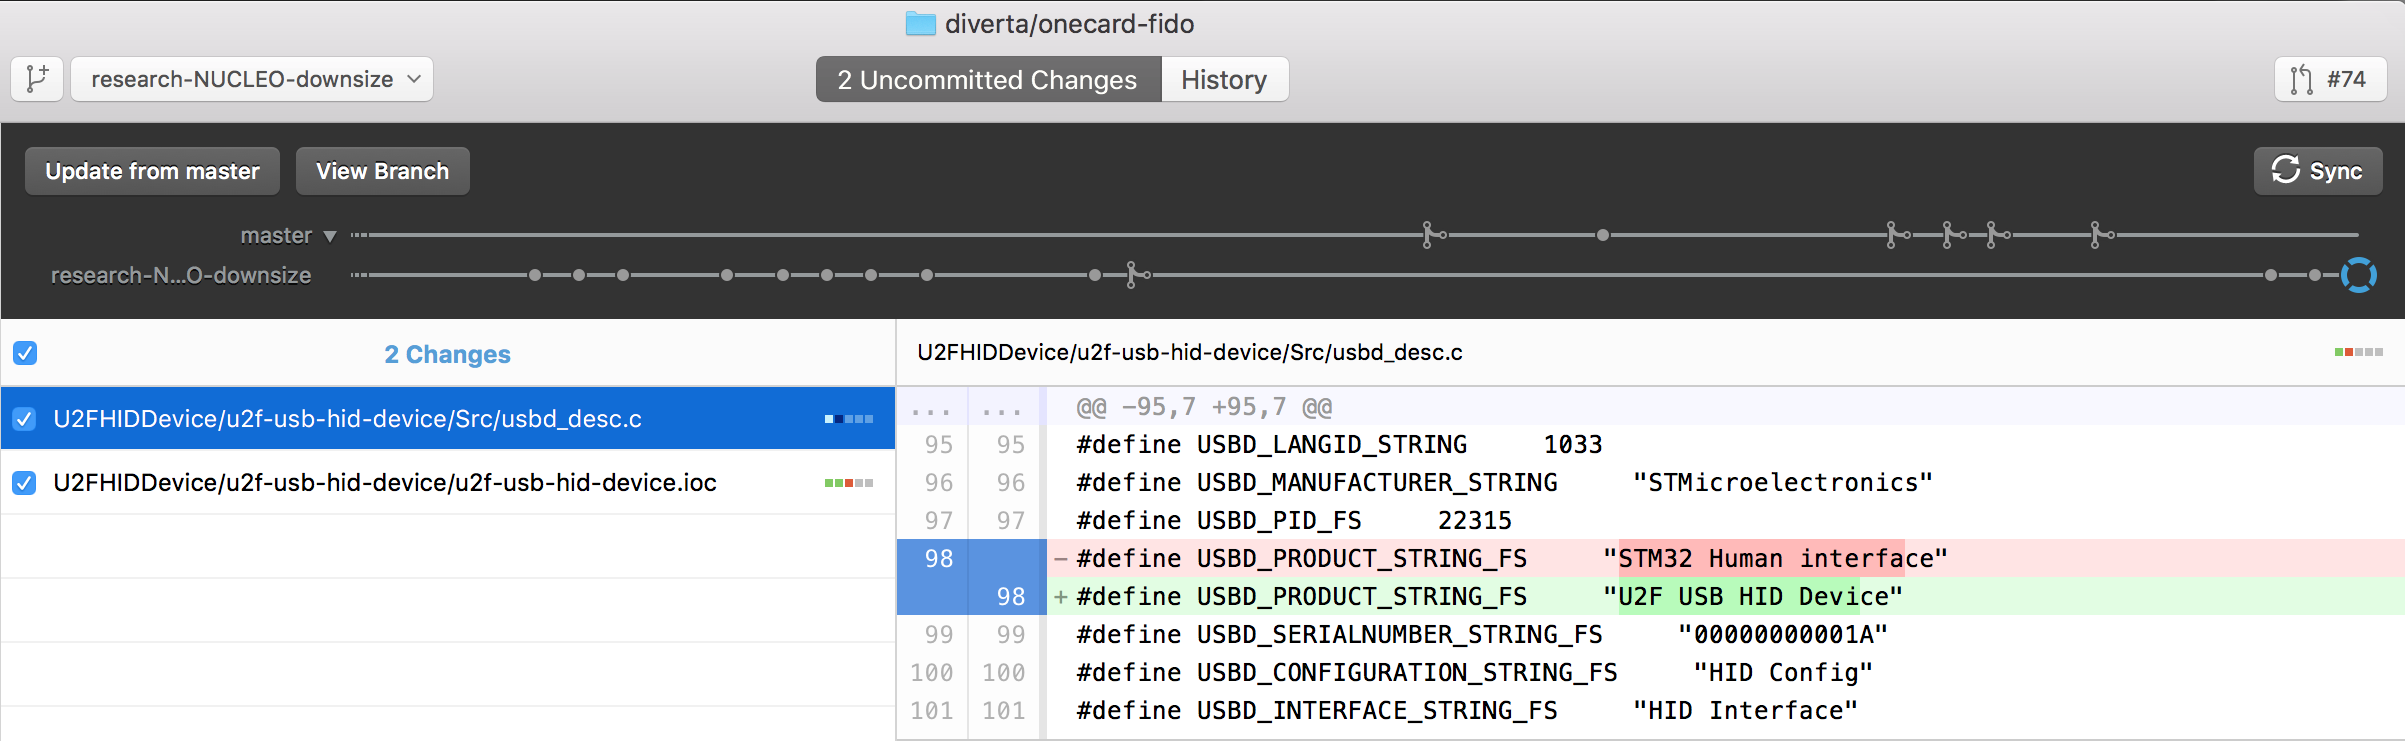 diverta/onecard-fido
research-NUCLEO-downsize
2 Uncommitted Changes
History
#74
Update from master
View Branch
Sync
master
research-N...O-downsize
2 Changes
U2FHIDDevice/u2f-usb-hid-device/Src/usbd_desc.c
U2FHIDDevice/u2f-usb-hid-device/u2f-usb-hid-device.ioc
U2FHIDDevice/u2f-usb-hid-device/Src/usbd_desc.c
... ... @@ -95,7 +95,7 @@
95 95 #define USBD_LANGID_STRING     1033
96 96 #define USBD_MANUFACTURER_STRING     "STMicroelectronics"
97 97 #define USBD_PID_FS     22315
98 - #define USBD_PRODUCT_STRING_FS     "STM32 Human interface"
98 + #define USBD_PRODUCT_STRING_FS     "U2F USB HID Device"
99 99 #define USBD_SERIALNUMBER_STRING_FS     "00000000001A"
100 100 #define USBD_CONFIGURATION_STRING_FS     "HID Config"
101 101 #define USBD_INTERFACE_STRING_FS     "HID Interface"